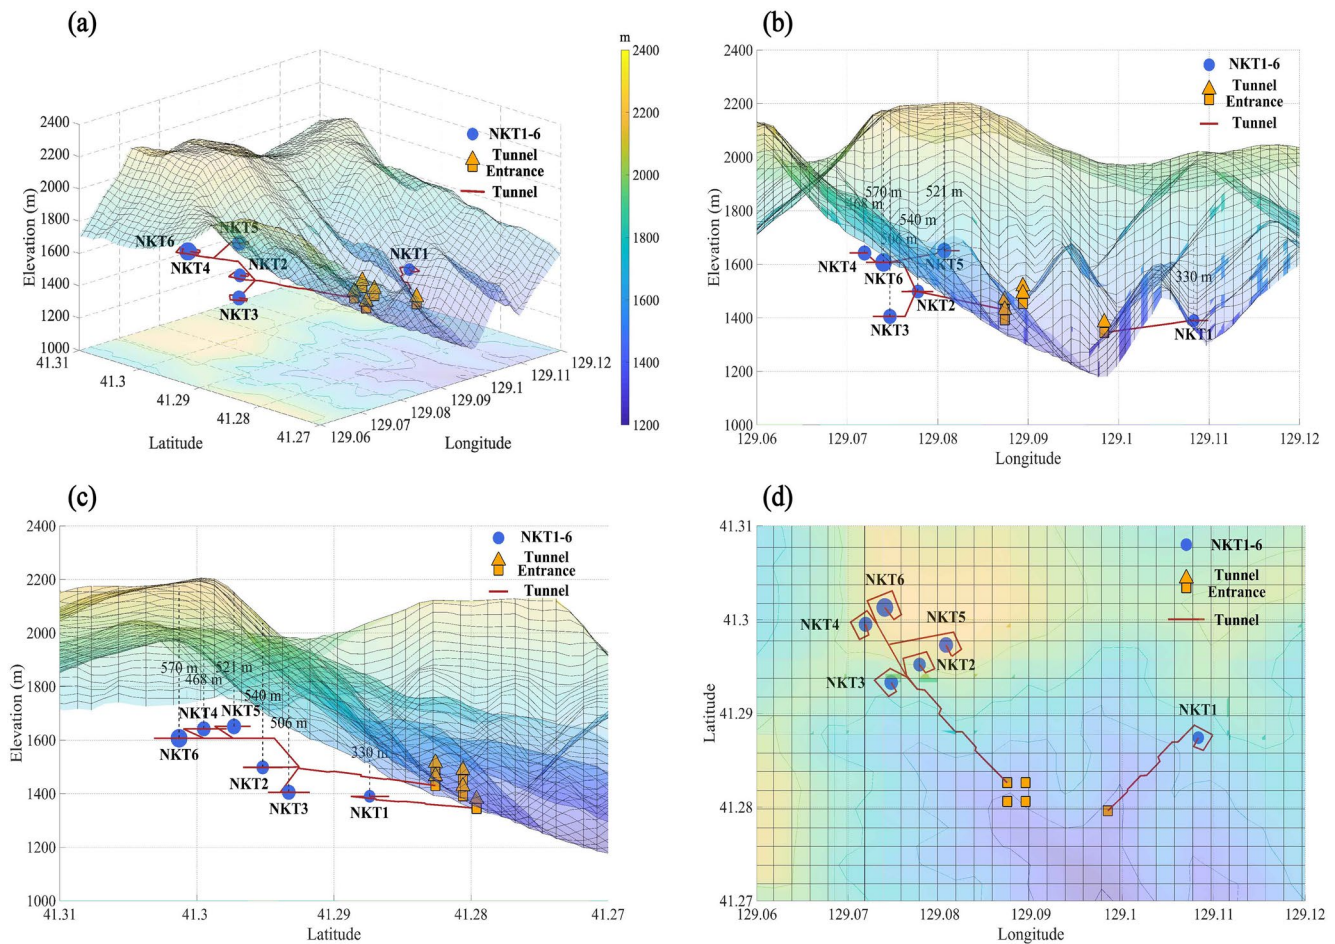 (a)
m
2400
2200
2000
1800
1600
1400
1200
2400
2200
2000
1800
1600
1400
1200
1000
Elevation (m)
NKT1-6
Tunnel
Entrance
Tunnel
NKT6
NKT5
NKT4
NKT2
NKT3
NKT1
41.31
41.3
41.29
41.28
41.27
Latitude
129.06
129.07
129.08
129.09
129.1
129.11
129.12
Longitude
(b)
2400
2200
2000
1800
1600
1400
1200
1000
Elevation (m)
NKT1-6
Tunnel
Entrance
Tunnel
570 m
521 m
468 m
540 m
506 m
330 m
NKT4
NKT6
NKT5
NKT2
NKT3
NKT1
129.06
129.07
129.08
129.09
129.1
129.11
129.12
Longitude
(c)
2400
2200
2000
1800
1600
1400
1200
1000
Elevation (m)
NKT1-6
Tunnel
Entrance
Tunnel
570 m
521 m
468 m
540 m
506 m
330 m
NKT4
NKT5
NKT6
NKT2
NKT3
NKT1
41.31
41.3
41.29
41.28
41.27
Latitude
(d)
41.31
41.3
41.29
41.28
41.27
Latitude
NKT1-6
Tunnel
Entrance
Tunnel
NKT6
NKT4
NKT5
NKT2
NKT3
NKT1
129.06
129.07
129.08
129.09
129.1
129.11
129.12
Longitude